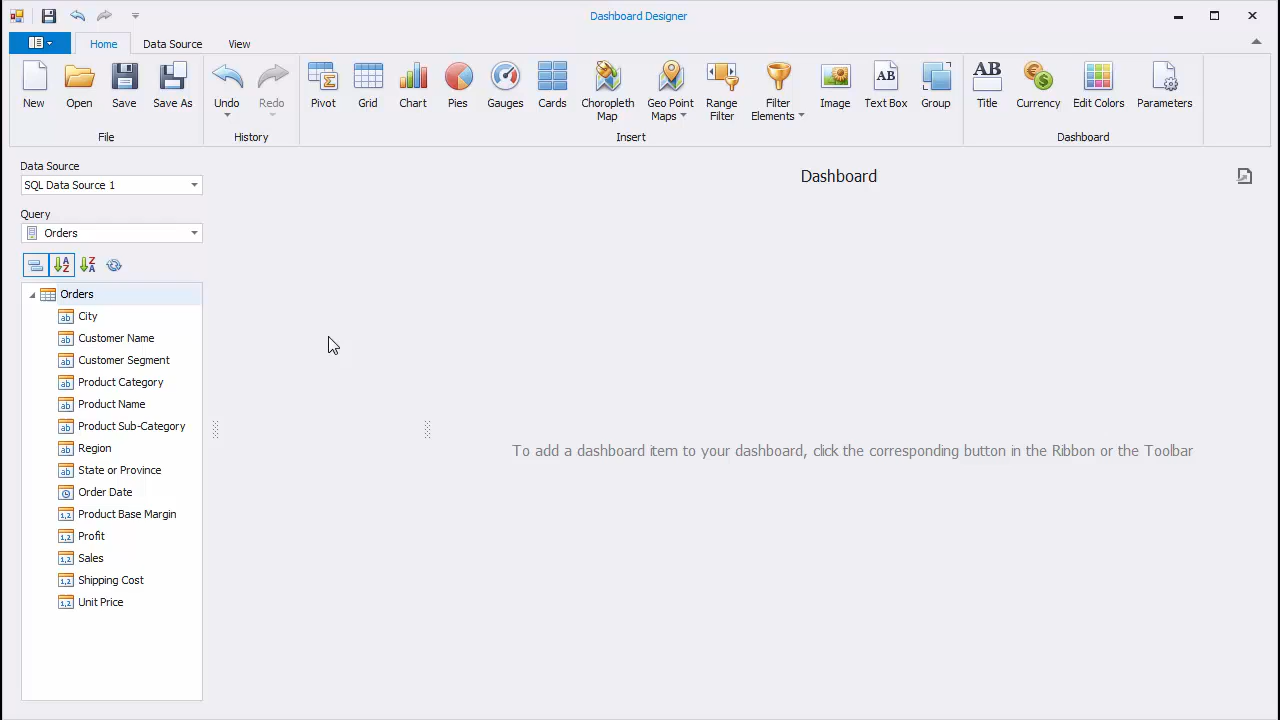 Dashboard Designer
Home Data Source View
New Open Save Save As Undo Redo Pivot Grid Chart Pies Gauges Cards Choropleth Map Geo Point Maps Range Filter Filter Elements Image Text Box Group AB Title Currency Edit Colors Parameters
File History Insert Dashboard
Data Source
SQL Data Source 1
Dashboard
Query
Orders
Orders
City
Customer Name
Customer Segment
Product Category
Product Name
Product Sub-Category
Region
To add a dashboard item to your dashboard, click the corresponding button in the Ribbon or the Toolbar
State or Province
Order Date
Product Base Margin
Profit
Sales
Shipping Cost
Unit Price